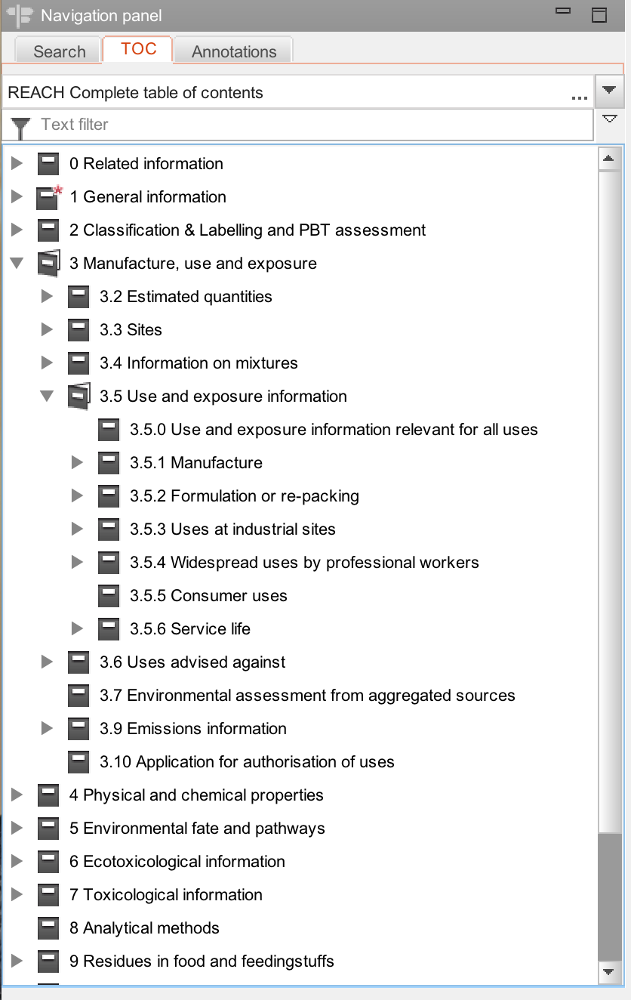 Navigation panel
Search TOC Annotations
REACH Complete table of contents ...
Text filter
0 Related information
1 General information
2 Classification & Labelling and PBT assessment
3 Manufacture, use and exposure
3.2 Estimated quantities
3.3 Sites
3.4 Information on mixtures
3.5 Use and exposure information
3.5.0 Use and exposure information relevant for all uses
3.5.1 Manufacture
3.5.2 Formulation or re-packing
3.5.3 Uses at industrial sites
3.5.4 Widespread uses by professional workers
3.5.5 Consumer uses
3.5.6 Service life
3.6 Uses advised against
3.7 Environmental assessment from aggregated sources
3.9 Emissions information
3.10 Application for authorisation of uses
4 Physical and chemical properties
5 Environmental fate and pathways
6 Ecotoxicological information
7 Toxicological information
8 Analytical methods
9 Residues in food and feedingstuffs